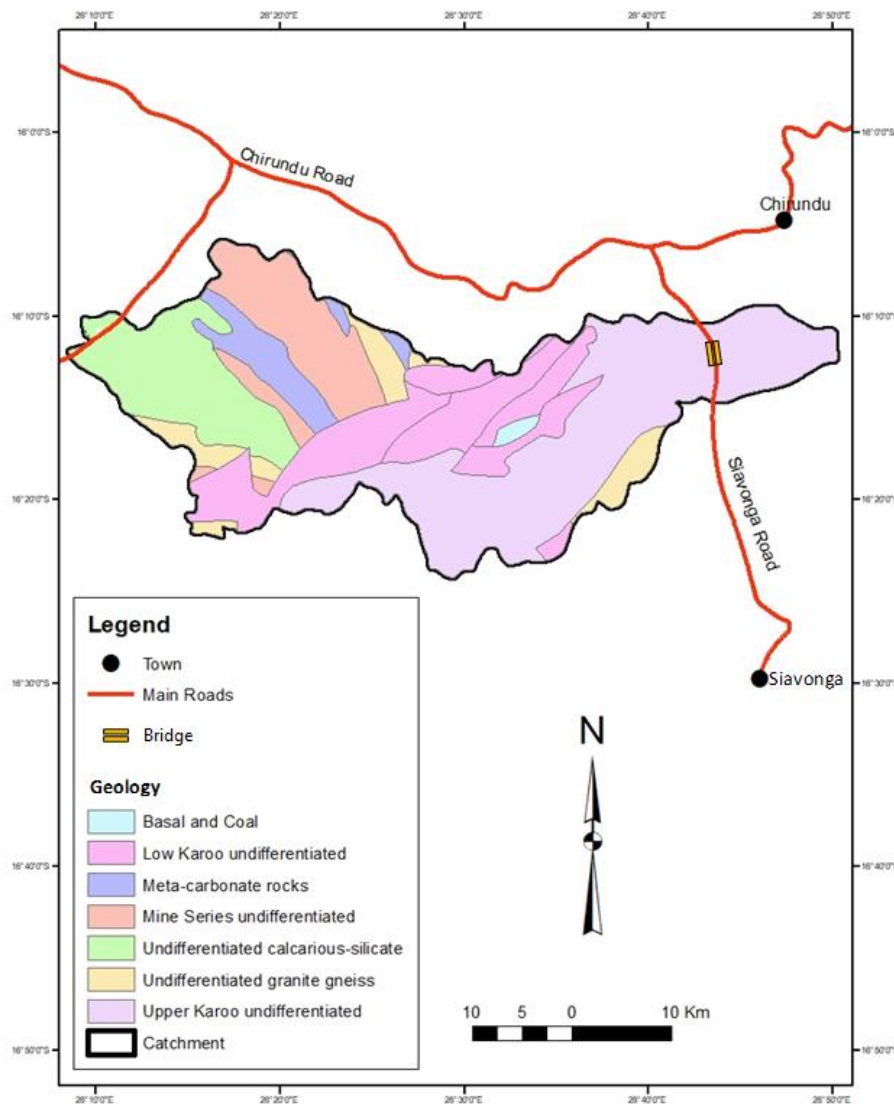 28°10'0"E 28°20'0"E 28°30'0"E 28°40'0"E 28°50'0"E
16°0'0"S 16°0'0"S
Chirundu Road
Chirundu
16°10'0"S 16°10'0"S
16°20'0"S 16°20'0"S
Siavonga Road
16°30'0"S Siavonga 16°30'0"S
Legend
Town
Main Roads
Bridge
N
Geology
Basal and Coal
Low Karoo undifferentiated
16°40'0"S 16°40'0"S
Meta-carbonate rocks
Mine Series undifferentiated
Undifferentiated calcarious-silicate
Undifferentiated granite gneiss
Upper Karoo undifferentiated
10 5 0 10 Km
Catchment
16°50'0"S 16°50'0"S
28°10'0"E 28°20'0"E 28°30'0"E 28°40'0"E 28°50'0"E